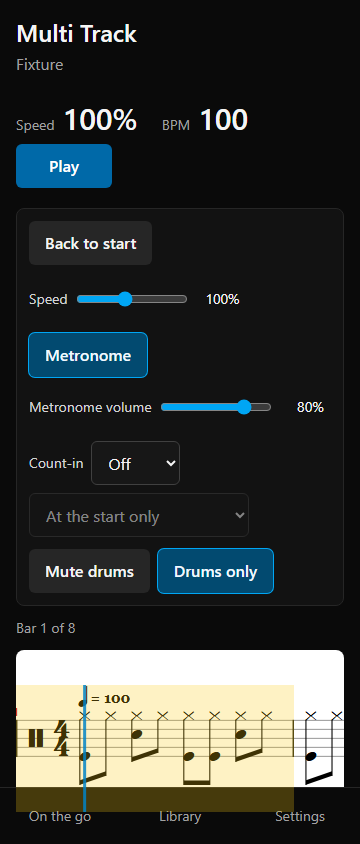 Multi Track
Fixture
Speed 100% BPM 100
Play
Back to start
Speed 100%
Metronome
Metronome volume 80%
Count-in Off
At the start only
Mute drums Drums only
Bar 1 of 8
= 100
4
4
On the go Library Settings